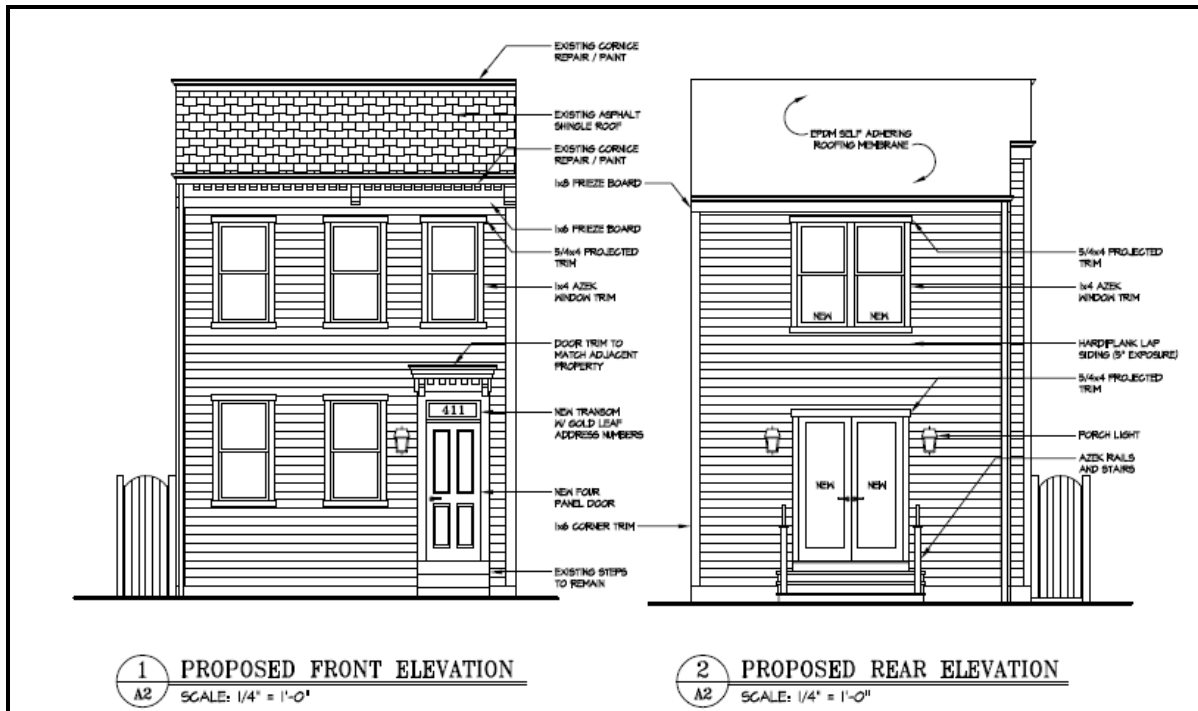 EXISTING CORNICE
REPAIR / PAINT
EXISTING ASPHALT
SHINGLE ROOF
EXISTING CORNICE
REPAIR / PAINT
1x8 FRIEZE BOARD
1x6 FRIEZE BOARD
5/4x4 PROJECTED
TRIM
1x4 AZEK
WINDOW TRIM
DOOR TRIM TO
MATCH ADJACENT
PROPERTY
411
NEW TRANSOM
W/ GOLD LEAF
ADDRESS NUMBERS
NEW FOUR
PANEL DOOR
1x6 CORNER TRIM
EXISTING STEPS
TO REMAIN
1
A2
PROPOSED FRONT ELEVATION
SCALE: 1/4" = 1'-0"
EPDM SELF ADHERING
ROOFING MEMBRANE
5/4x4 PROJECTED
TRIM
1x4 AZEK
WINDOW TRIM
NEW NEW
HARDIPLANK LAP
SIDING (5" EXPOSURE)
5/4x4 PROJECTED
TRIM
PORCH LIGHT
AZEK RAILS
AND STAIRS
NEW NEW
2
A2
PROPOSED REAR ELEVATION
SCALE: 1/4" = 1'-0"